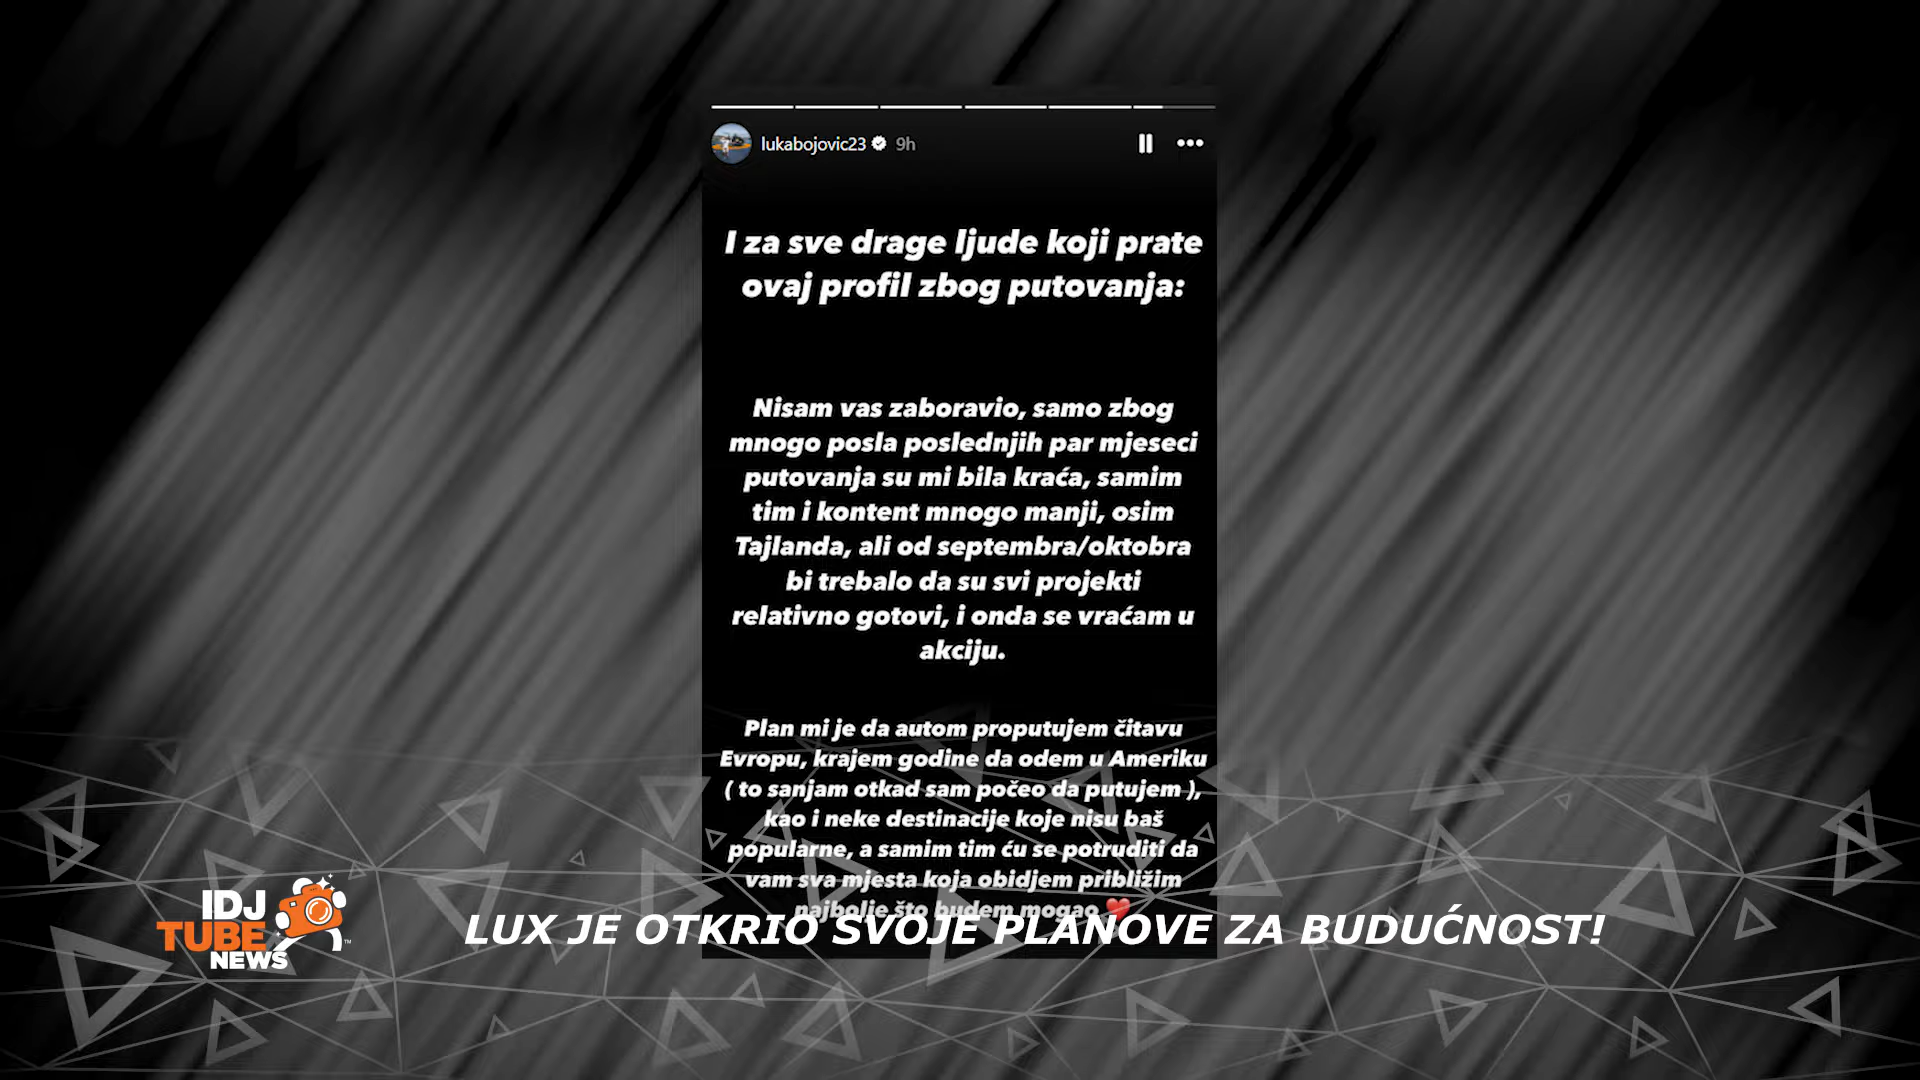 lukabojovic23 9h
I za sve drage ljude koji prate
ovaj profil zbog putovanja:
Nisam vas zaboravio, samo zbog
mnogo posla poslednjih par mjeseci
putovanja su mi bila kraća, samim
tim i kontent mnogo manji, osim
Tajlanda, ali od septembra/oktobra
bi trebalo da su svi projekti
relativno gotovi, i onda se vraćam u
akciju.
Plan mi je da autom proputujem čitavu
Evropu, krajem godine da odem u Ameriku
( to sanjam otkad sam počeo da putujem ),
kao i neke destinacije koje nisu baš
popularne, a samim tim ću se potruditi da
vam sva mjesta koja obidjem približim
najbolje što budem mogao ❤️
LUX JE OTKRIO SVOJE PLANOVE ZA BUDUĆNOST!
IDJ
TUBE
NEWS
TM